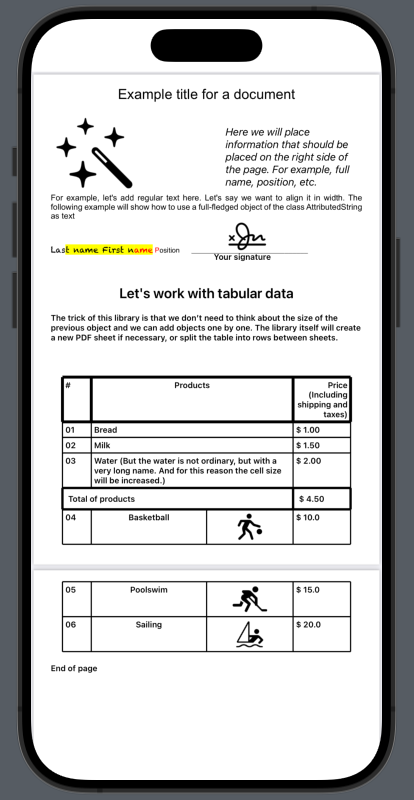 Example title for a document
Here we will place
information that should be
placed on the right side of
the page. For example, full
name, position, etc.
For example, let's add regular text here. Let's say we want to align it in width. The
following example will show how to use a full-fledged object of the class AttributedString
as text
Last name First name Position
Your signature
Let's work with tabular data
The trick of this library is that we don't need to think about the size of the
previous object and we can add objects one by one. The library itself will create
a new PDF sheet if necessary, or split the table into rows between sheets.
# Products Price
(Including
shipping and
taxes)
01 Bread $ 1.00
02 Milk $ 1.50
03 Water (But the water is not ordinary, but with a $ 2.00
very long name. And for this reason the cell size
will be increased.)
Total of products $ 4.50
04 Basketball $ 10.0
05 Poolswim $ 15.0
06 Sailing $ 20.0
End of page